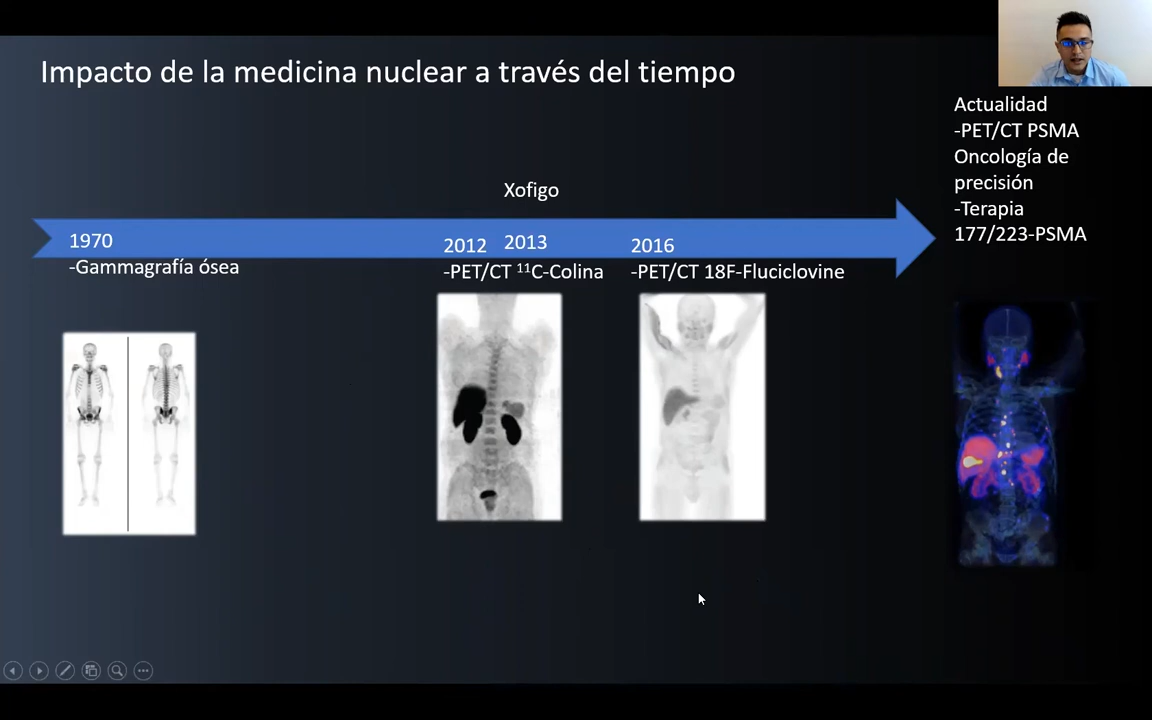 Impacto de la medicina nuclear a través del tiempo
Actualidad
-PET/CT PSMA
Oncología de
precisión
-Terapia
177/223-PSMA
Xofigo
1970
-Gammagrafía ósea
2012
2013
-PET/CT ¹¹C-Colina
2016
-PET/CT 18F-Fluciclovine